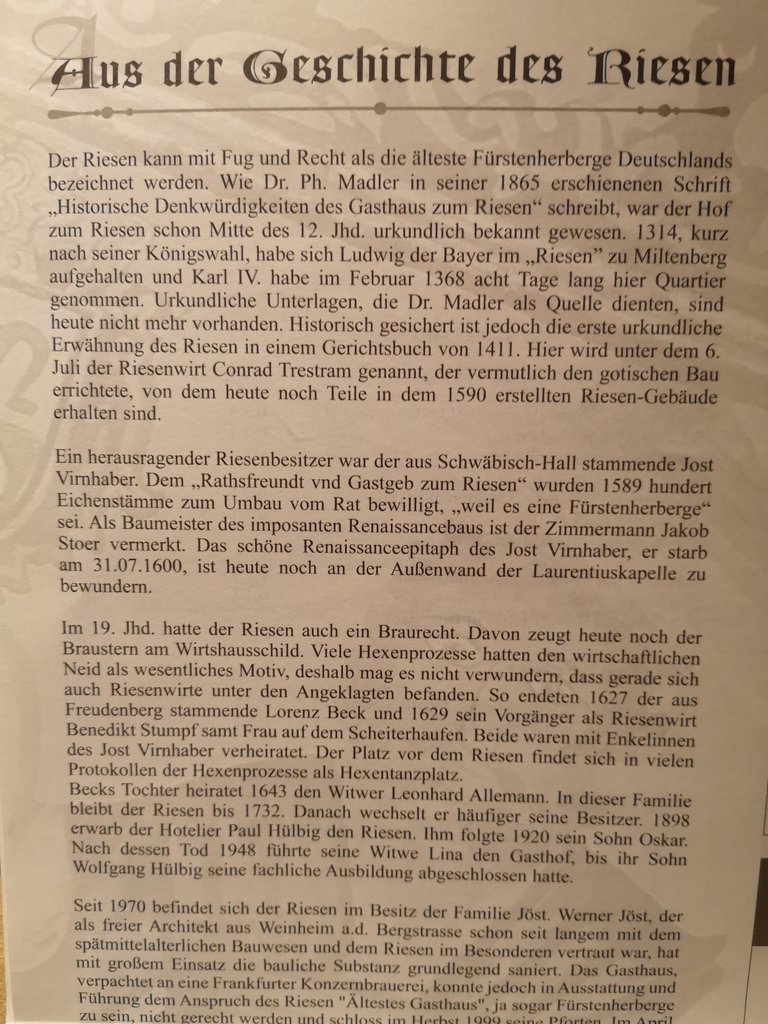 Aus der Geschichte des Riesen
Der Riesen kann mit Fug und Recht als die älteste Fürstenherberge Deutschlands
bezeichnet werden. Wie Dr. Ph. Madler in seiner 1865 erschienenen Schrift
„Historische Denkwürdigkeiten des Gasthaus zum Riesen“ schreibt, war der Hof
zum Riesen schon Mitte des 12. Jhd. urkundlich bekannt gewesen. 1314, kurz
nach seiner Königswahl, habe sich Ludwig der Bayer im „Riesen” zu Miltenberg
aufgehalten und Karl IV. habe im Februar 1368 acht Tage lang hier Quartier
genommen. Urkundliche Unterlagen, die Dr. Madler als Quelle dienten, sind
heute nicht mehr vorhanden. Historisch gesichert ist jedoch die erste urkundliche
Erwähnung des Riesen in einem Gerichtsbuch von 1411. Hier wird unter dem 6.
Juli der Riesenwirt Conrad Trestram genannt, der vermutlich den gotischen Bau
errichtete, von dem heute noch Teile in dem 1590 erstellten Riesen-Gebäude
erhalten sind.
Ein herausragender Riesenbesitzer war der aus Schwäbisch-Hall stammende Jost
Virnhaber. Dem „Rathsfreundt vnd Gastgeb zum Riesen“ wurden 1589 hundert
Eichenstämme zum Umbau vom Rat bewilligt, „weil es eine Fürstenherberge“
sei. Als Baumeister des imposanten Renaissancebaus ist der Zimmermann Jakob
Stoer vermerkt. Das schöne Renaissanceepitaph des Jost Virnhaber, er starb
am 31.07.1600, ist heute noch an der Außenwand der Laurentiuskapelle zu
bewundern.
Im 19. Jhd. hatte der Riesen auch ein Braurecht. Davon zeugt heute noch der
Braustern am Wirtshausschild. Viele Hexenprozesse hatten den wirtschaftlichen
Neid als wesentliches Motiv, deshalb mag es nicht verwundern, dass gerade sich
auch Riesenwirte unter den Angeklagten befanden. So endeten 1627 der aus
Freudenberg stammende Lorenz Beck und 1629 sein Vorgänger als Riesenwirt
Benedikt Stumpf samt Frau auf dem Scheiterhaufen. Beide waren mit Enkelinnen
des Jost Virnhaber verheiratet. Der Platz vor dem Riesen findet sich in vielen
Protokollen der Hexenprozesse als Hexentanzplatz.
Becks Tochter heiratet 1643 den Witwer Leonhard Allemann. In dieser Familie
bleibt der Riesen bis 1732. Danach wechselt er häufiger seine Besitzer. 1898
erwarb der Hotelier Paul Hülbig den Riesen. Ihm folgte 1920 sein Sohn Oskar.
Nach dessen Tod 1948 führte seine Witwe Lina den Gasthof, bis ihr Sohn
Wolfgang Hülbig seine fachliche Ausbildung abgeschlossen hatte.
Seit 1970 befindet sich der Riesen im Besitz der Familie Jöst. Werner Jöst, der
als freier Architekt aus Weinheim a.d. Bergstrasse schon seit langem mit dem
spätmittelalterlichen Bauwesen und dem Riesen im Besonderen vertraut war, hat
mit großem Einsatz die bauliche Substanz grundlegend saniert. Das Gasthaus,
verpachtet an eine Frankfurter Konzernbrauerei, konnte jedoch in Ausstattung und
Führung dem Anspruch des Riesen "Ältestes Gasthaus", ja sogar Fürstenherberge
zu sein, nicht gerecht werden und schloss im Herbst 1999 seine Pforten. Im April